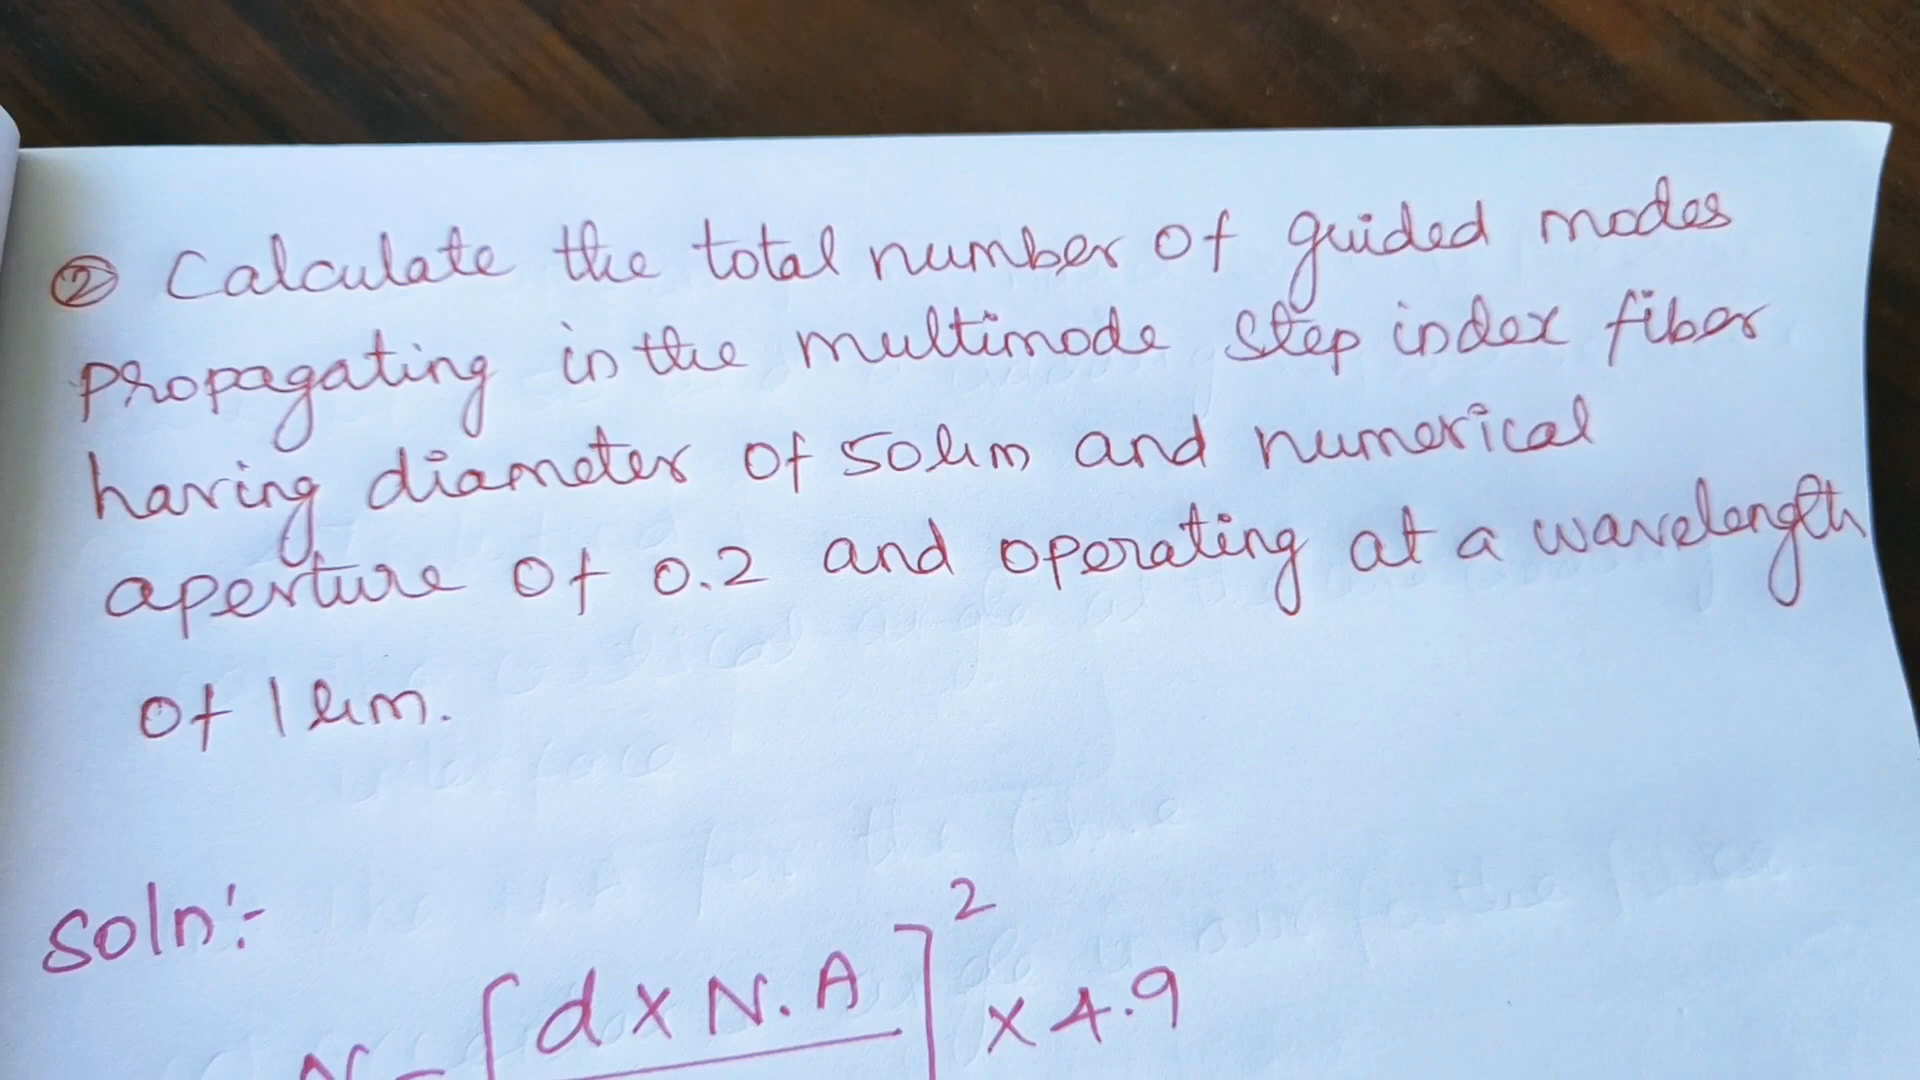 ② Calculate the total number of guided modes
propagating in the multimode step index fiber
having diameter of 50µm and numerical
aperture of 0.2 and operating at a wavelength
of 1µm.
Soln:-
N = [d x N.A]² x 4.9